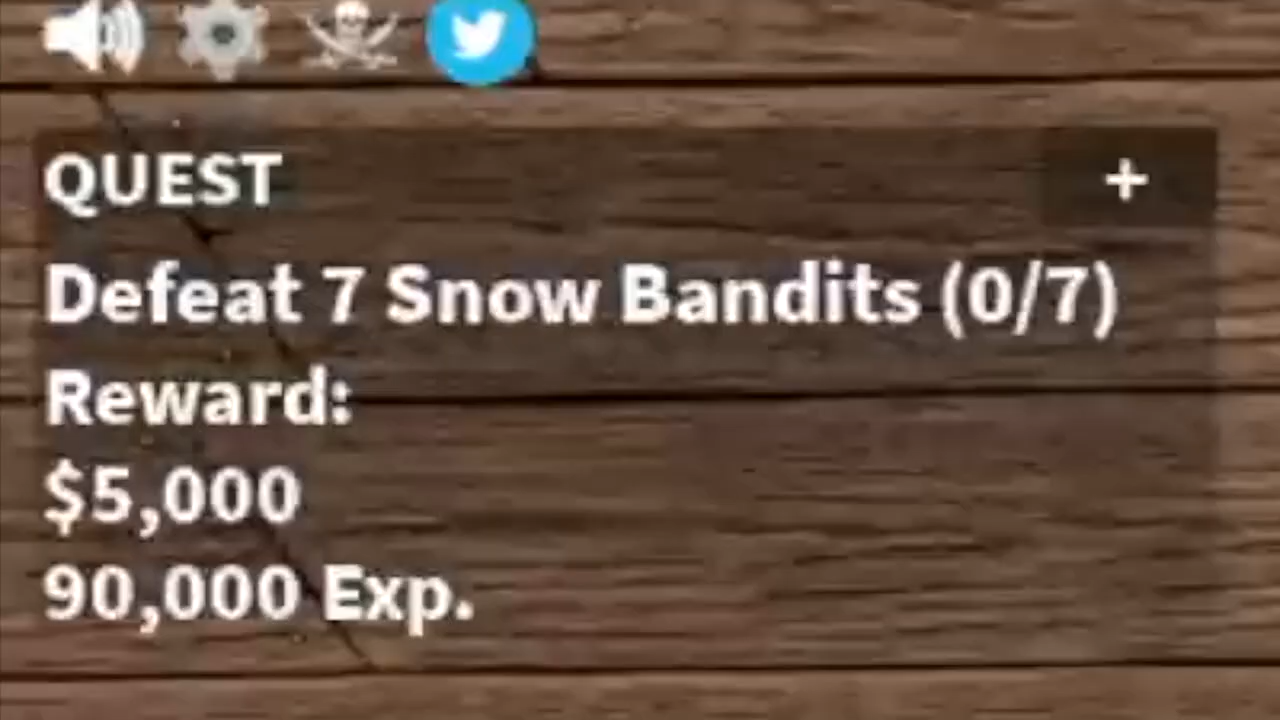 QUEST +
Defeat 7 Snow Bandits (0/7)
Reward:
$5,000
90,000 Exp.